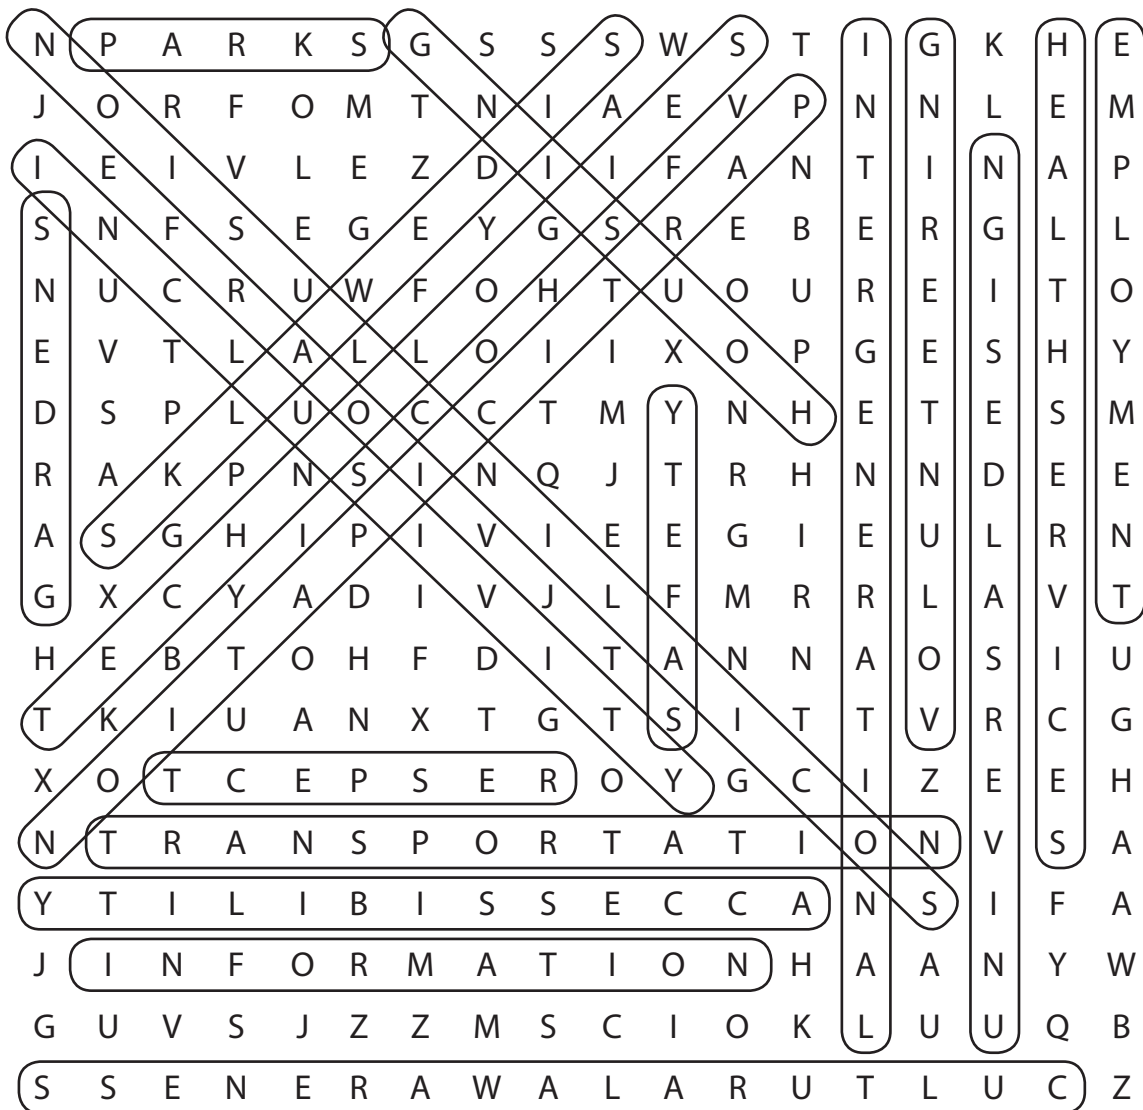 N P A R K S G S S S W S T I G K H E
J O R F O M T N I A E V P N N L E M
I E I V L E Z D I I F A N T I N A P
S N F S E G E Y G S R E B E R G L L
N U C R U W F O H T U O U R E I T O
E V T L A L L O I I X O P G E S H Y
D S P L U O C C T M Y N H E T E S M
R A K P N S I N Q J T R H N N D E E
A S G H I P I V I E E G I E U L R N
G X C Y A D I V J L F M R R L A V T
H E B T O H F D I T A N N A O S I U
T K I U A N X T G T S I T T V R C G
X O T C E P S E R O Y G C I Z E E H
N T R A N S P O R T A T I O N V S A
Y T I L I B I S S E C C A N S I F A
J I N F O R M A T I O N H A A N Y W
G U V S J Z Z M S C I O K L U U Q B
S S E N E R A W A L A R U T L U C Z